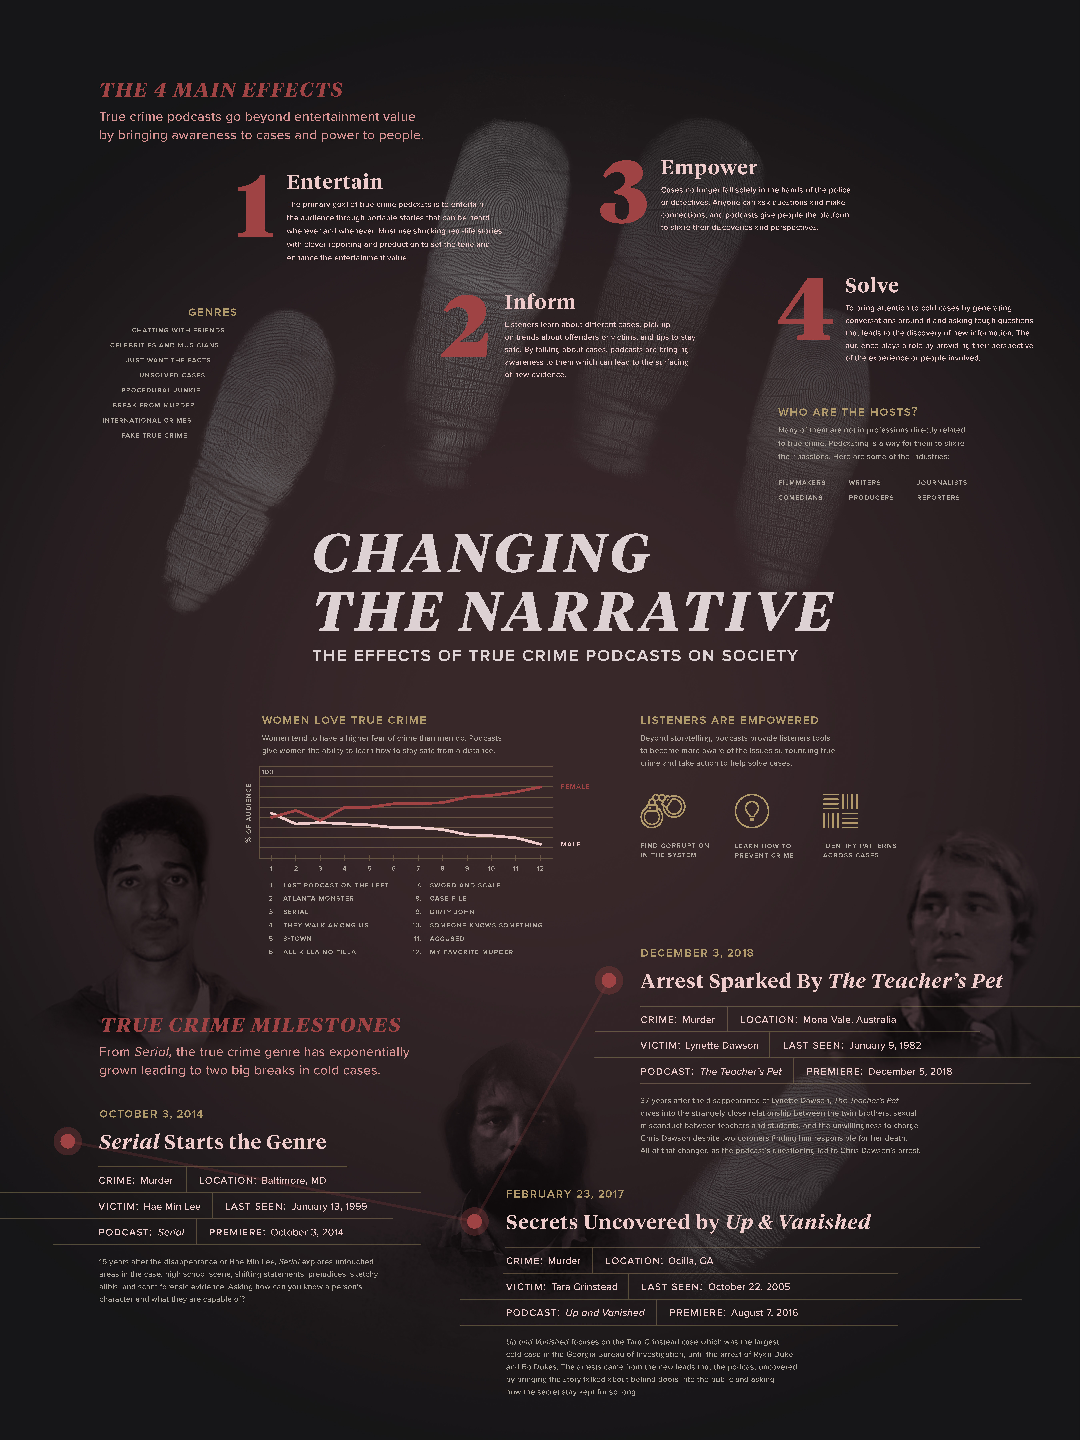 THE 4 MAIN EFFECTS
True crime podcasts go beyond entertainment value
by bringing awareness to cases and power to people.
1
Entertain
The primary goal of true crime podcasts is to entertain
the audience through portable stories that can be heard
wherever and whenever. Most use shocking real-life stories
with clever reporting and production to set the tone and
enhance the entertainment value.
2
Inform
Listeners learn about different cases, pick up
on trends about offenders or victims, and tips to stay
safe. By talking about cases, podcasts are bringing
awareness to them which can lead to the surfacing
of new evidence.
3
Empower
Cases no longer fall solely in the hands of the police
or detectives. Anyone can ask questions and make
connections, and podcasts give people the platform
to share their discoveries and perspectives.
4
Solve
To bring attention to cold cases by generating
conversations around it and asking tough questions
that leads to the discovery of new information. The
audience plays a role by providing their perspective
of the experience or people involved.
GENRES
CHATTING WITH FRIENDS
CELEBRITIES AND MUSICIANS
JUST WANT THE FACTS
UNSOLVED CASES
PROCEDURAL JUNKIE
BREAK FROM MURDER
INTERNATIONAL CRIMES
FAKE TRUE CRIME
WHO ARE THE HOSTS?
Many of them are not in professions directly related
to true crime. Podcasting is a way for them to share
their passions. Here are some of the industries:
FILMMAKERS WRITERS JOURNALISTS
COMEDIANS PRODUCERS REPORTERS
CHANGING
THE NARRATIVE
THE EFFECTS OF TRUE CRIME PODCASTS ON SOCIETY
WOMEN LOVE TRUE CRIME
Women tend to have a higher fear of crime than men do. Podcasts
give women the ability to learn how to stay safe from a distance.
100
% OF AUDIENCE
FEMALE
MALE
1 2 3 4 5 6 7 8 9 10 11 12
1. LAST PODCAST ON THE LEFT
2. ATLANTA MONSTER
3. SERIAL
4. THEY WALK AMONG US
5. S-TOWN
6. ALL KILLA NO FILLA
SWORD AND SCALE
CASE FILE
DIRTY JOHN
10. SOMEONE KNOWS SOMETHING
11. ACCUSED
12. MY FAVORITE MURDER
LISTENERS ARE EMPOWERED
Beyond storytelling, podcasts provide listeners tools
to become more aware of the issues surrounding true
crime and take action to help solve cases.
FIND CORRUPTION
IN THE SYSTEM
LEARN HOW TO
PREVENT CRIME
IDENTIFY PATTERNS
ACROSS CASES
TRUE CRIME MILESTONES
From Serial, the true crime genre has exponentially
grown leading to two big breaks in cold cases.
OCTOBER 3, 2014
Serial Starts the Genre
CRIME: Murder LOCATION: Baltimore, MD
VICTIM: Hae Min Lee LAST SEEN: January 13, 1999
PODCAST: Serial PREMIERE: October 3, 2014
15 years after the disappearance of Hae Min Lee, Serial explores untouched
areas in the case: high school scene, shifting statements, prejudices, sketchy
alibis, and scant forensic evidence. Asking how can you know a person's
character and what they are capable of?
DECEMBER 3, 2018
Arrest Sparked By The Teacher's Pet
CRIME: Murder LOCATION: Mona Vale, Australia
VICTIM: Lynette Dawson LAST SEEN: January 9, 1982
PODCAST: The Teacher's Pet PREMIERE: December 5, 2018
37 years after the disappearance of Lynette Dawson, The Teacher's Pet
dives into the strangely close relationship between the twin brothers, sexual
misconduct between teachers and students, and the unwillingness to charge
Chris Dawson despite two coroners finding him responsible for her death.
All of that changed, as the podcast's questioning led to Chris Dawson's arrest.
FEBRUARY 23, 2017
Secrets Uncovered by Up & Vanished
CRIME: Murder LOCATION: Ocilla, GA
VICTIM: Tara Grinstead LAST SEEN: October 22, 2005
PODCAST: Up and Vanished PREMIERE: August 7, 2016
Up and Vanished focuses on the Tara Grinstead case which was the largest
cold case in the Georgia Bureau of Investigation, until the arrest of Ryan Duke
and Bo Dukes. The arrests came from the new leads that the podcast uncovered
by bringing the story talked about behind doors into the public and asking
how the secret stay kept for so long.